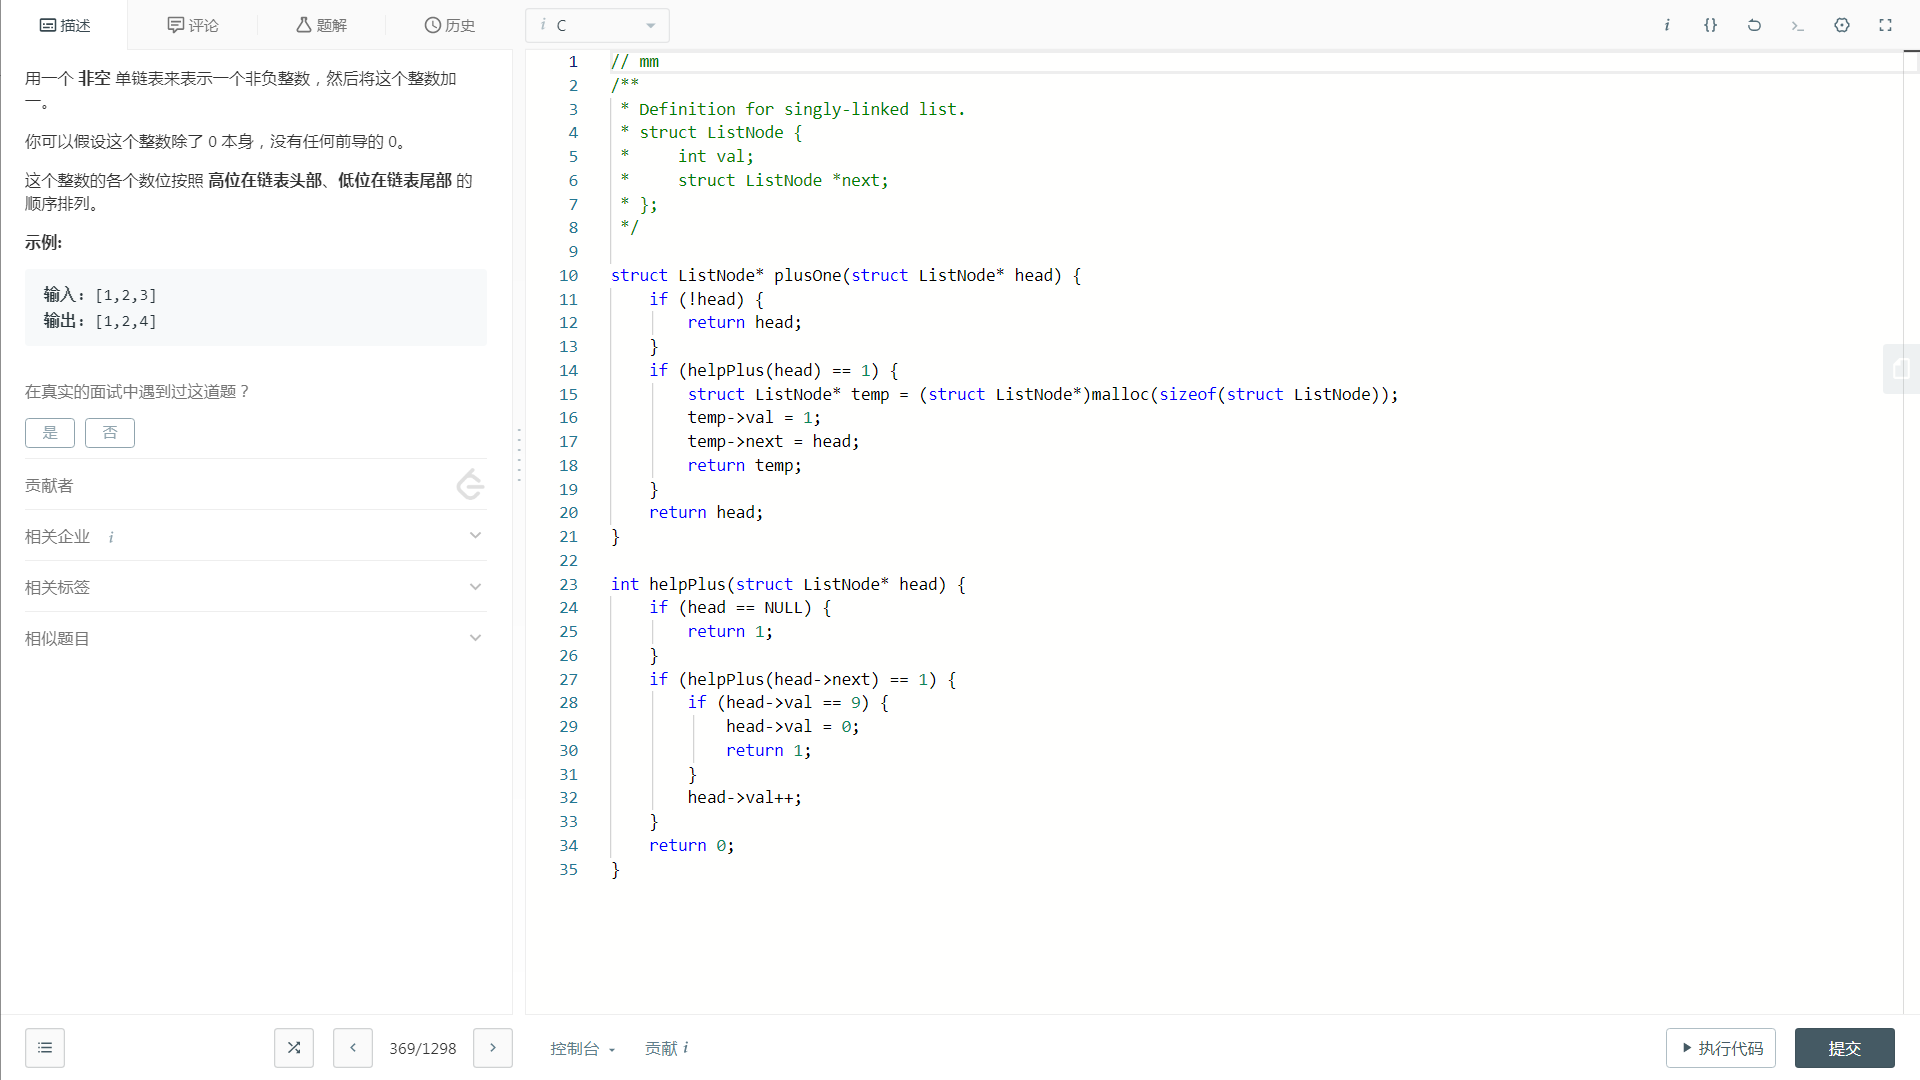 描述
评论
题解
历史
i C
i {}
用一个 非空 单链表来表示一个非负整数，然后将这个整数加
一。
你可以假设这个整数除了 0 本身，没有任何前导的 0。
这个整数的各个数位按照 高位在链表头部、低位在链表尾部 的
顺序排列。
示例:
输入: [1,2,3]
输出: [1,2,4]
在真实的面试中遇到过这道题？
是 否
贡献者
相关企业 i
相关标签
相似题目
1 // mm
2 /**
3  * Definition for singly-linked list.
4  * struct ListNode {
5  *     int val;
6  *     struct ListNode *next;
7  * };
8  */
9
10 struct ListNode* plusOne(struct ListNode* head) {
11     if (!head) {
12         return head;
13     }
14     if (helpPlus(head) == 1) {
15         struct ListNode* temp = (struct ListNode*)malloc(sizeof(struct ListNode));
16         temp->val = 1;
17         temp->next = head;
18         return temp;
19     }
20     return head;
21 }
22
23 int helpPlus(struct ListNode* head) {
24     if (head == NULL) {
25         return 1;
26     }
27     if (helpPlus(head->next) == 1) {
28         if (head->val == 9) {
29             head->val = 0;
30             return 1;
31         }
32         head->val++;
33     }
34     return 0;
35 }
369/1298
控制台
贡献 i
执行代码
提交